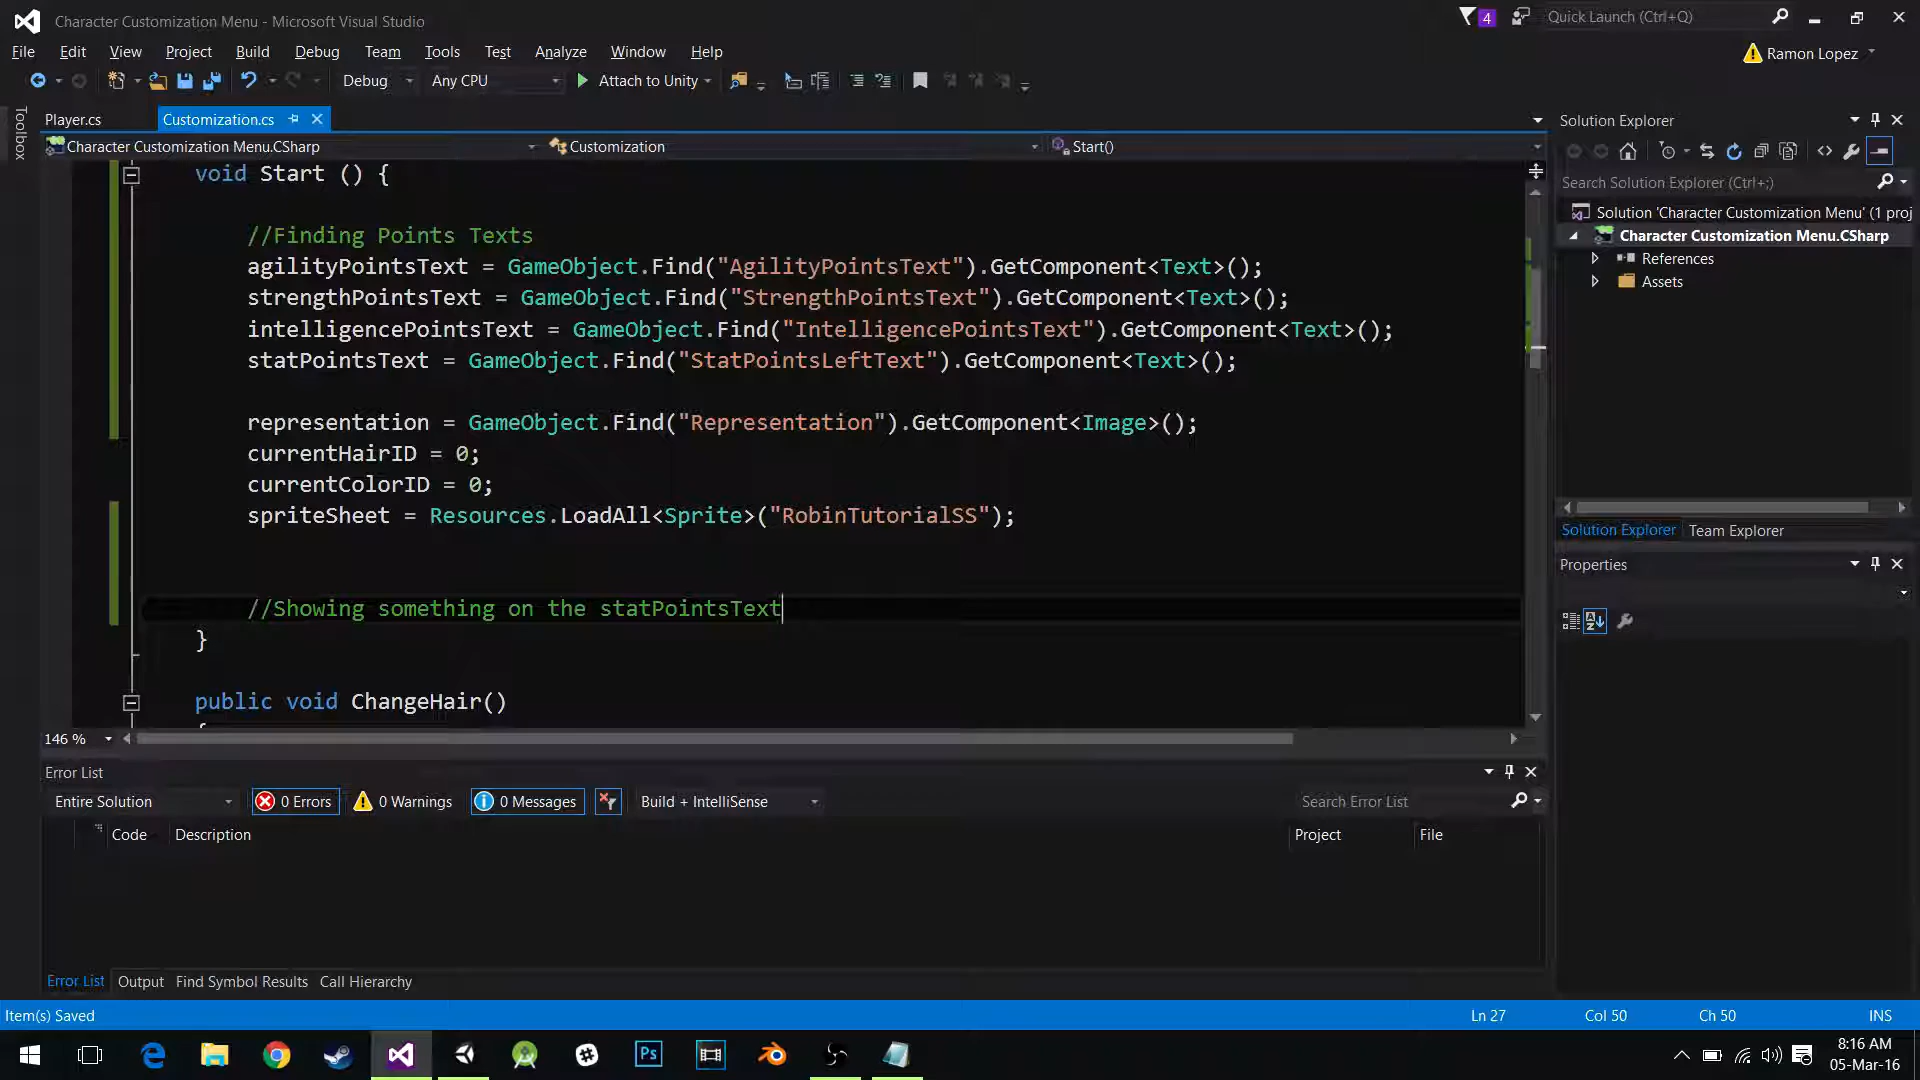 Character Customization Menu - Microsoft Visual Studio
4
Quick Launch (Ctrl+Q)
File Edit View Project Build Debug Team Tools Test Analyze Window Help
Ramon Lopez
Debug Any CPU Attach to Unity
Toolbox
Player.cs Customization.cs
Character Customization Menu.CSharp Customization Start()
void Start () {
//Finding Points Texts
agilityPointsText = GameObject.Find("AgilityPointsText").GetComponent<Text>();
strengthPointsText = GameObject.Find("StrengthPointsText").GetComponent<Text>();
intelligencePointsText = GameObject.Find("IntelligencePointsText").GetComponent<Text>();
statPointsText = GameObject.Find("StatPointsLeftText").GetComponent<Text>();
representation = GameObject.Find("Representation").GetComponent<Image>();
currentHairID = 0;
currentColorID = 0;
spriteSheet = Resources.LoadAll<Sprite>("RobinTutorialSS");
//Showing something on the statPointsText
}
public void ChangeHair()
146 %
Solution Explorer
Search Solution Explorer (Ctrl+;)
Solution 'Character Customization Menu' (1 proj
Character Customization Menu.CSharp
References
Assets
Solution Explorer Team Explorer
Properties
Error List
Entire Solution 0 Errors 0 Warnings 0 Messages Build + IntelliSense Search Error List
Code Description Project File
Error List Output Find Symbol Results Call Hierarchy
Item(s) Saved Ln 27 Col 50 Ch 50 INS
Ps
8:16 AM
05-Mar-16